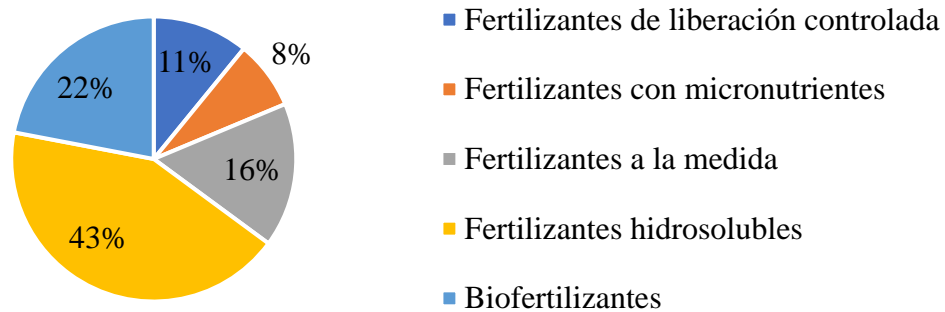 11%
8%
16%
43%
22%
Fertilizantes de liberación controlada
Fertilizantes con micronutrientes
Fertilizantes a la medida
Fertilizantes hidrosolubles
Biofertilizantes